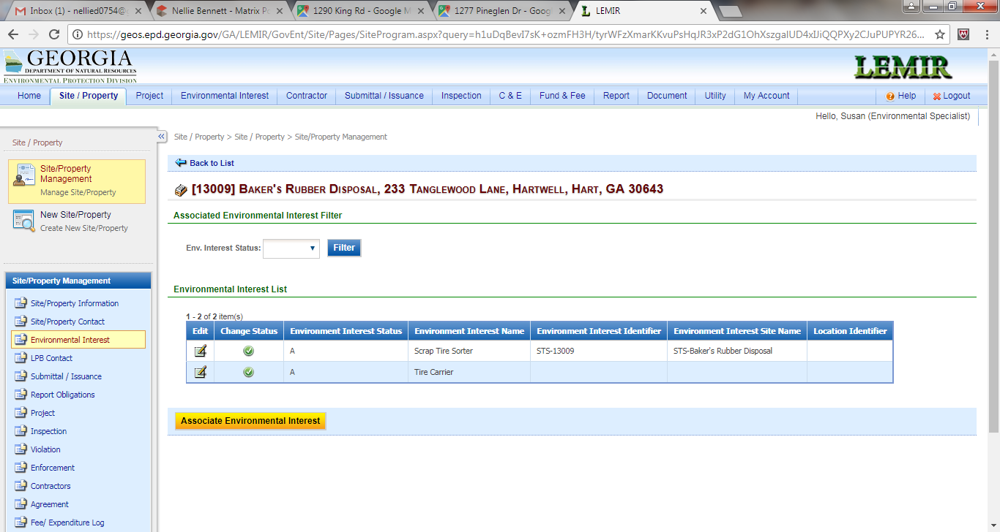 Inbox (1) - nellied0754@g
Nellie Bennett - Matrix Po
1290 King Rd - Google M
1277 Pineglen Dr - Goog
LEMIR
https://geos.epd.georgia.gov/GA/LEMIR/GovEnt/Site/Pages/SiteProgram.aspx?query=h1uDqBevI7sK+ozmFH3H/tyrWFzXmarKKvuPsHqJR3xP2dG1OhXszgalUD4xIJiQQPXy2CJuPUPYR26...
GEORGIA
DEPARTMENT OF NATURAL RESOURCES
ENVIRONMENTAL PROTECTION DIVISION
LEMIR
Home Site / Property Project Environmental Interest Contractor Submittal / Issuance Inspection C & E Fund & Fee Report Document Utility My Account Help Logout
Hello, Susan (Environmental Specialist)
Site / Property
Site/Property Management
Manage Site/Property
New Site/Property
Create New Site/Property
Site/Property Management
Site/Property Information
Site/Property Contact
Environmental Interest
LPB Contact
Submittal / Issuance
Report Obligations
Project
Inspection
Violation
Enforcement
Contractors
Agreement
Fee/ Expenditure Log
Site / Property > Site / Property > Site/Property Management
Back to List
[13009] Baker's Rubber Disposal, 233 Tanglewood Lane, Hartwell, Hart, GA 30643
Associated Environmental Interest Filter
Env. Interest Status: Filter
Environmental Interest List
1 - 2 of 2 item(s)
Edit Change Status Environment Interest Status Environment Interest Name Environment Interest Identifier Environment Interest Site Name Location Identifier
A Scrap Tire Sorter STS-13009 STS-Baker's Rubber Disposal
A Tire Carrier
Associate Environmental Interest